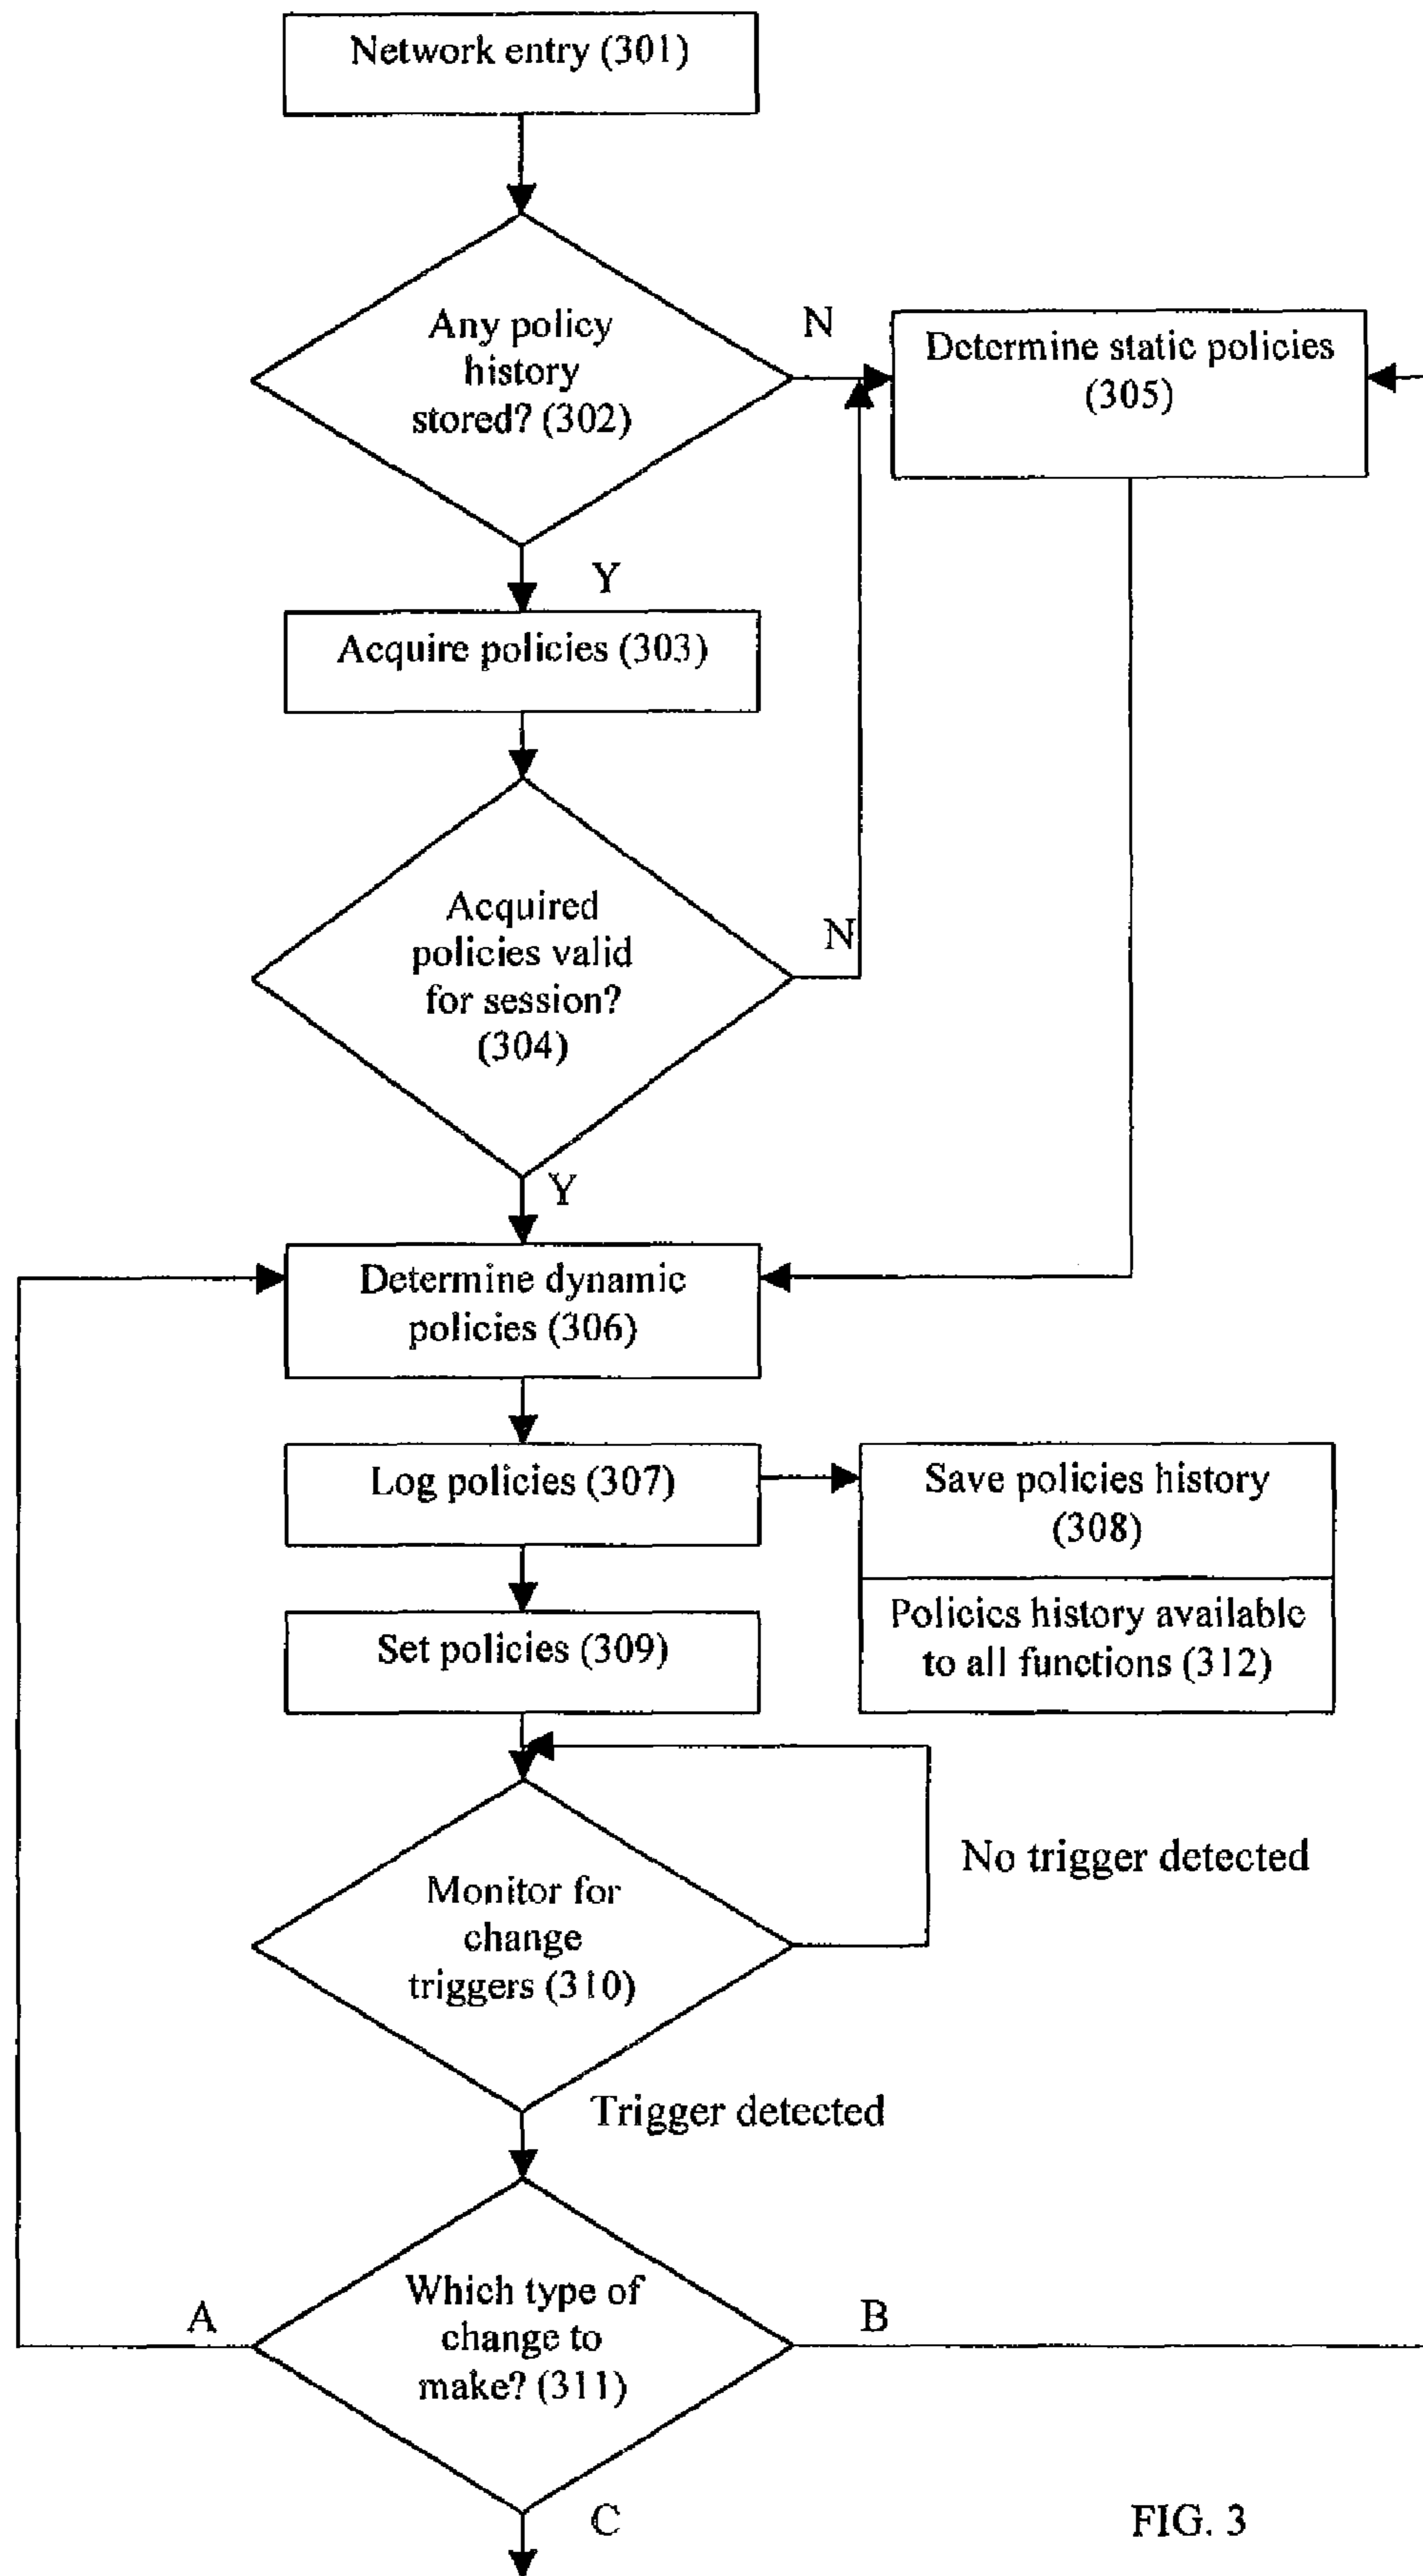 Network entry (301)
Any policy
history
stored? (302)
N
Determine static policies
(305)
Y
Acquire policies (303)
Acquired
policies valid
for session?
(304)
N
Y
Determine dynamic
policies (306)
Log policies (307)
Save policies history
(308)
Policies history available
to all functions (312)
Set policies (309)
No trigger detected
Monitor for
change
triggers (310)
Trigger detected
Which type of
change to
make? (311)
A
B
C
FIG. 3